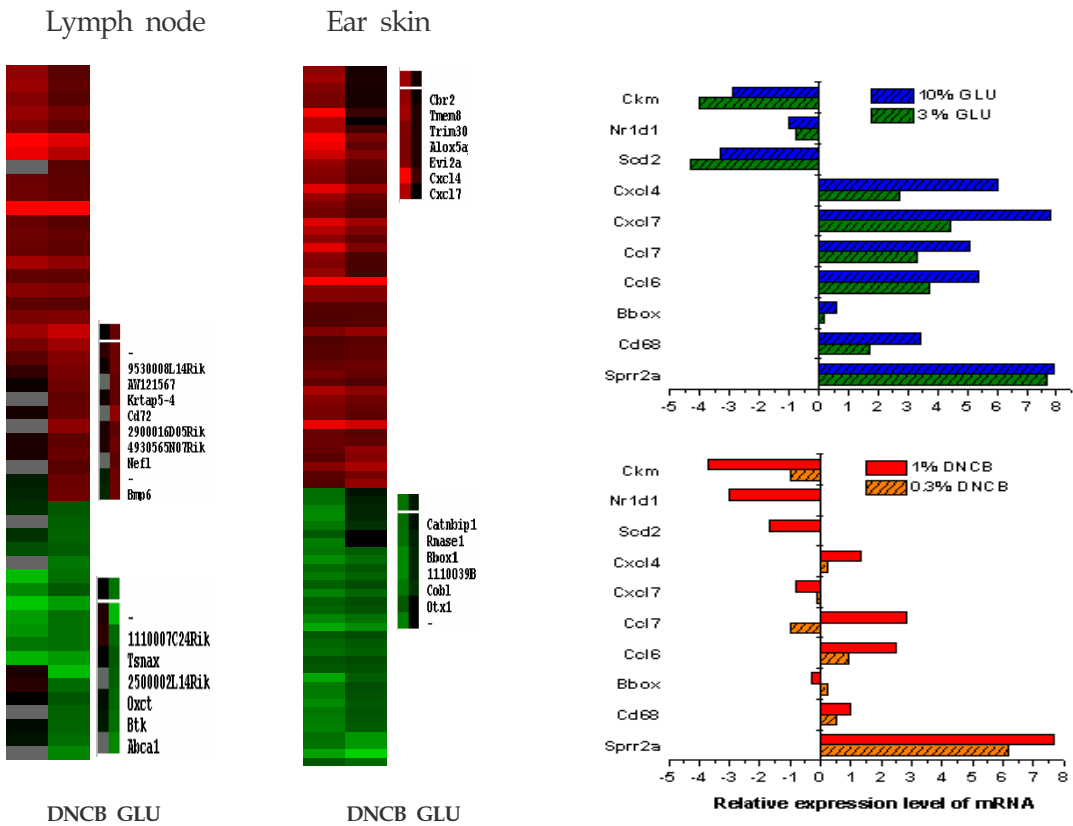 Lymph node
Ear skin
Cbr2
Tmem8
Trim30
Alox5a
Evi2a
Cxcl4
Cxcl7
-
9530008L14Rik
AW121567
Krtap5-4
Cd72
2900016D05Rik
4930565N07Rik
Nefl
-
Bmp6
-
1110007C24Rik
Tsnax
2500002L14Rik
Oxct
Btk
Abca1
Catnbip1
Rnase1
Bbox1
1110039B
Cobl
Otx1
-
DNCB GLU
DNCB GLU
10% GLU
3 % GLU
Ckm
Nr1d1
Scd2
Cxcl4
Cxcl7
Ccl7
Ccl6
Bbox
Cd68
Sprr2a
-5 -4 -3 -2 -1 0 1 2 3 4 5 6 7 8
1% DNCB
0.3% DNCB
Ckm
Nr1d1
Scd2
Cxcl4
Cxcl7
Ccl7
Ccl6
Bbox
Cd68
Sprr2a
-5 -4 -3 -2 -1 0 1 2 3 4 5 6 7 8
Relative expression level of mRNA